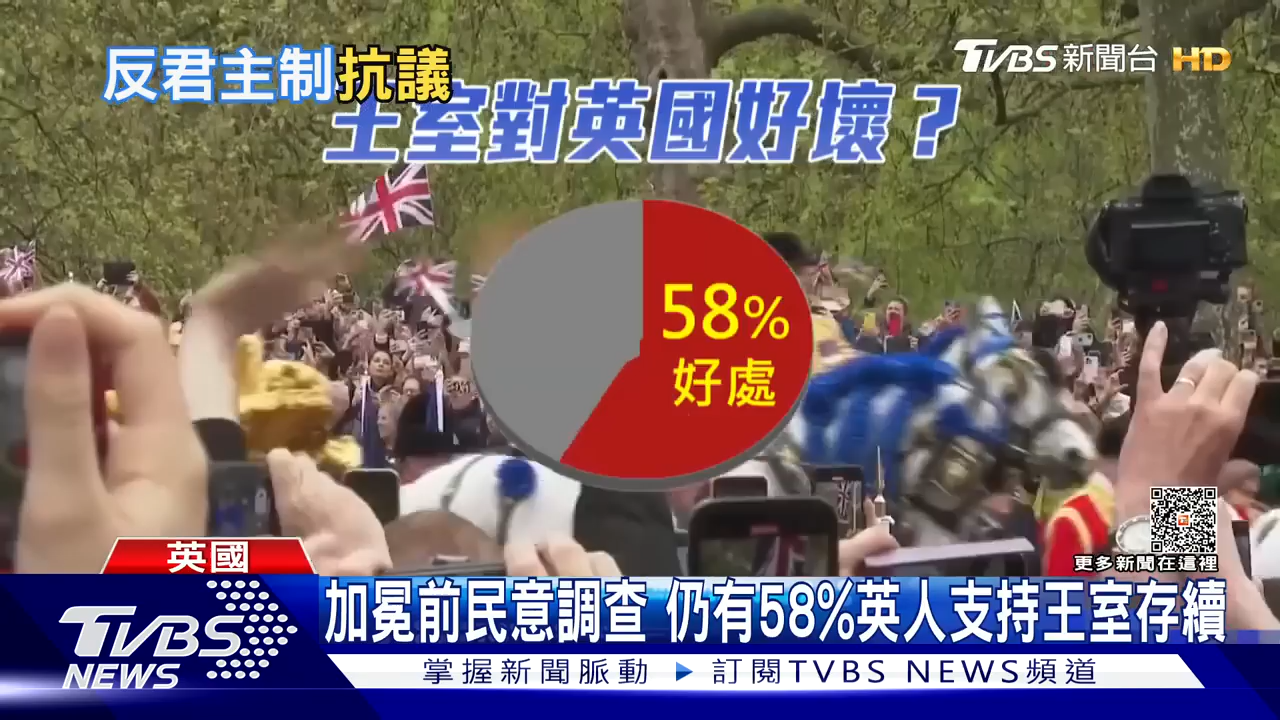 反君主制抗議
TVBS新聞台 HD
王室對英國好壞？
58%
好處
更多新聞在這裡
英國
加冕前民意調查 仍有58%英人支持王室存續
TVBS
NEWS
掌握新聞脈動 ▶ 訂閱TVBS NEWS頻道